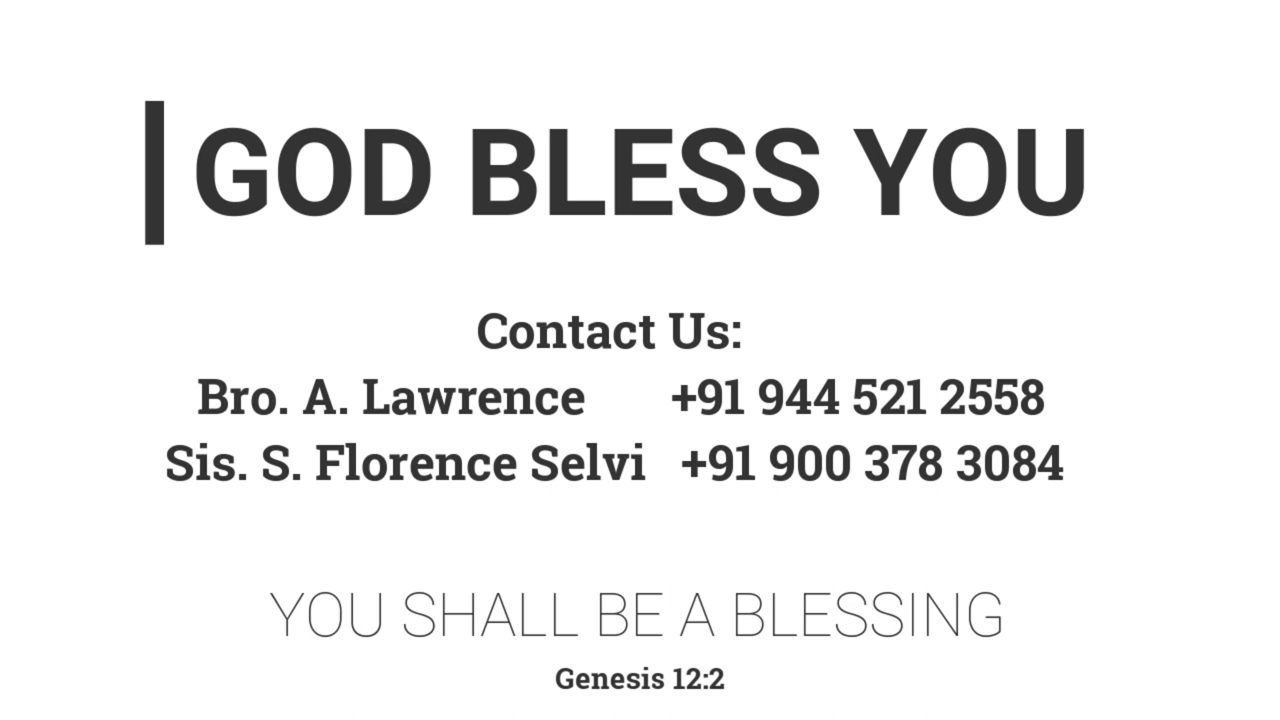 GOD BLESS YOU
Contact Us:
Bro. A. Lawrence +91 944 521 2558
Sis. S. Florence Selvi +91 900 378 3084
YOU SHALL BE A BLESSING
Genesis 12:2